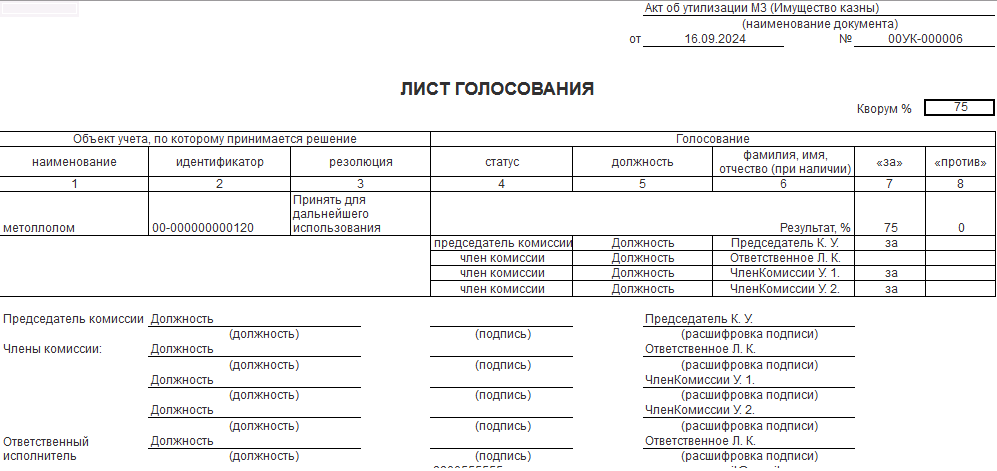 Акт об утилизации МЗ (Имущество казны)
(наименование документа)
от 16.09.2024 № 00УК-000006
ЛИСТ ГОЛОСОВАНИЯ
Кворум % 75
Объект учета, по которому принимается решение Голосование
наименование идентификатор резолюция статус должность фамилия, имя, отчество (при наличии) «за» «против»
1 2 3 4 5 6 7 8
Принять для
дальнейшего
метоллолом 00-000000000120 использования Результат, % 75 0
председатель комиссии Должность Председатель К. У. за
член комиссии Должность Ответственное Л. К.
член комиссии Должность ЧленКомиссии У. 1. за
член комиссии Должность ЧленКомиссии У. 2. за
Председатель комиссии Должность Председатель К. У.
(должность) (подпись) (расшифровка подписи)
Члены комиссии: Должность Ответственное Л. К.
(должность) (подпись) (расшифровка подписи)
Должность ЧленКомиссии У. 1.
(должность) (подпись) (расшифровка подписи)
Должность ЧленКомиссии У. 2.
(должность) (подпись) (расшифровка подписи)
Ответственный Должность Ответственное Л. К.
исполнитель (должность) (подпись) (расшифровка подписи)